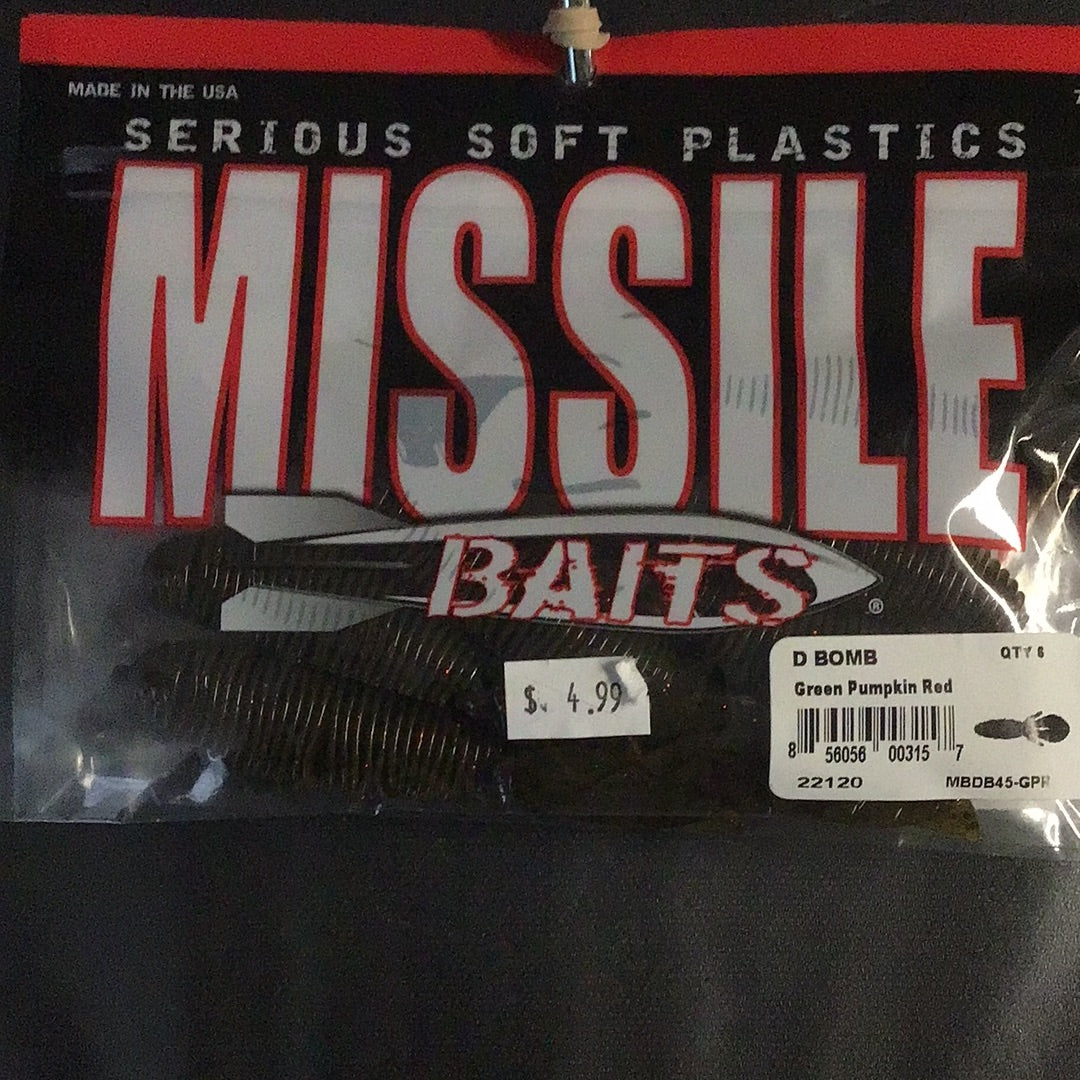 MADE IN THE USA
SERIOUS SOFT PLASTICS
MISSILE
BAITS ®
$ 4.99
D BOMB QTY 6
Green Pumpkin Red
8 56056 00315 7
22120 MBDB45-GPR